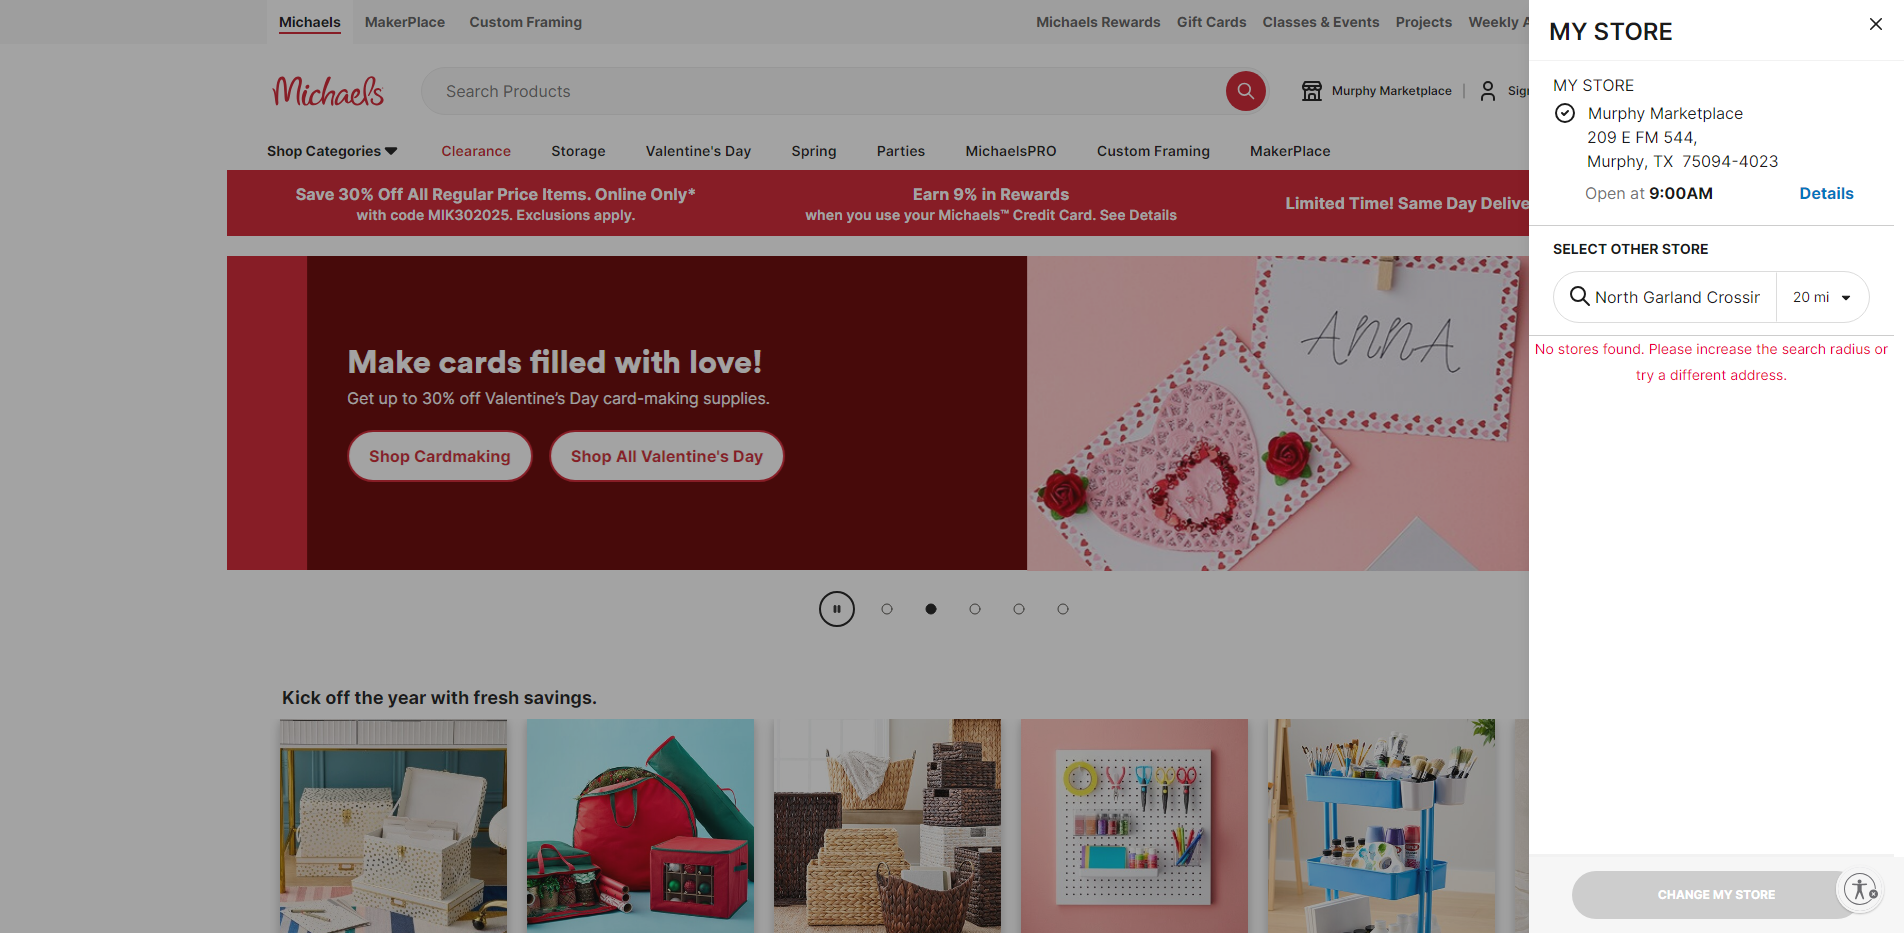 Michaels
MakerPlace
Custom Framing
Michaels Rewards
Gift Cards
Classes & Events
Projects
Weekly A
Michaels
Search Products
Murphy Marketplace
Sign
Shop Categories
Clearance
Storage
Valentine's Day
Spring
Parties
MichaelsPRO
Custom Framing
MakerPlace
Save 30% Off All Regular Price Items. Online Only*
with code MIK302025. Exclusions apply.
Earn 9% in Rewards
when you use your Michaels™ Credit Card. See Details
Limited Time! Same Day Delive
Make cards filled with love!
Get up to 30% off Valentine's Day card-making supplies.
Shop Cardmaking
Shop All Valentine's Day
ANNA
Kick off the year with fresh savings.
MY STORE
MY STORE
Murphy Marketplace
209 E FM 544,
Murphy, TX 75094-4023
Open at 9:00AM
Details
SELECT OTHER STORE
North Garland Crossin
20 mi
No stores found. Please increase the search radius or
try a different address.
CHANGE MY STORE